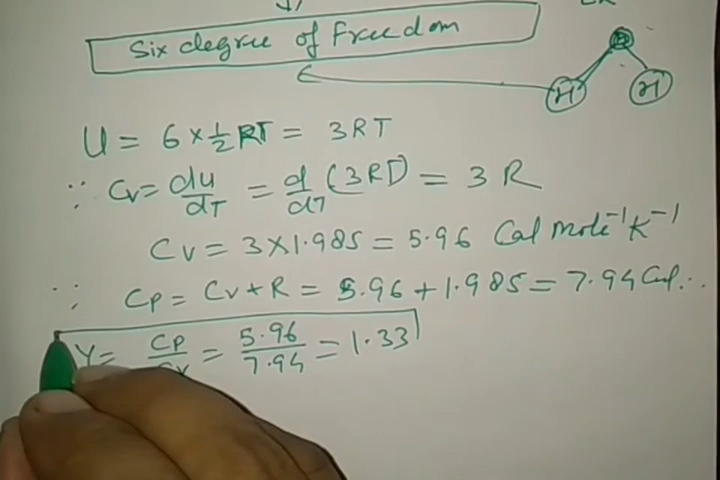 Six degree of Freedom
H H
U = 6 × 1/2 RT = 3RT
∵ Cv = du/dT = d/dT (3RT) = 3R
Cv = 3 × 1.985 = 5.96 Cal mole⁻¹ K⁻¹
∵ Cp = Cv + R = 5.96 + 1.985 = 7.94 Cal..
γ = Cp/Cv = 5.96/7.94 = 1.33